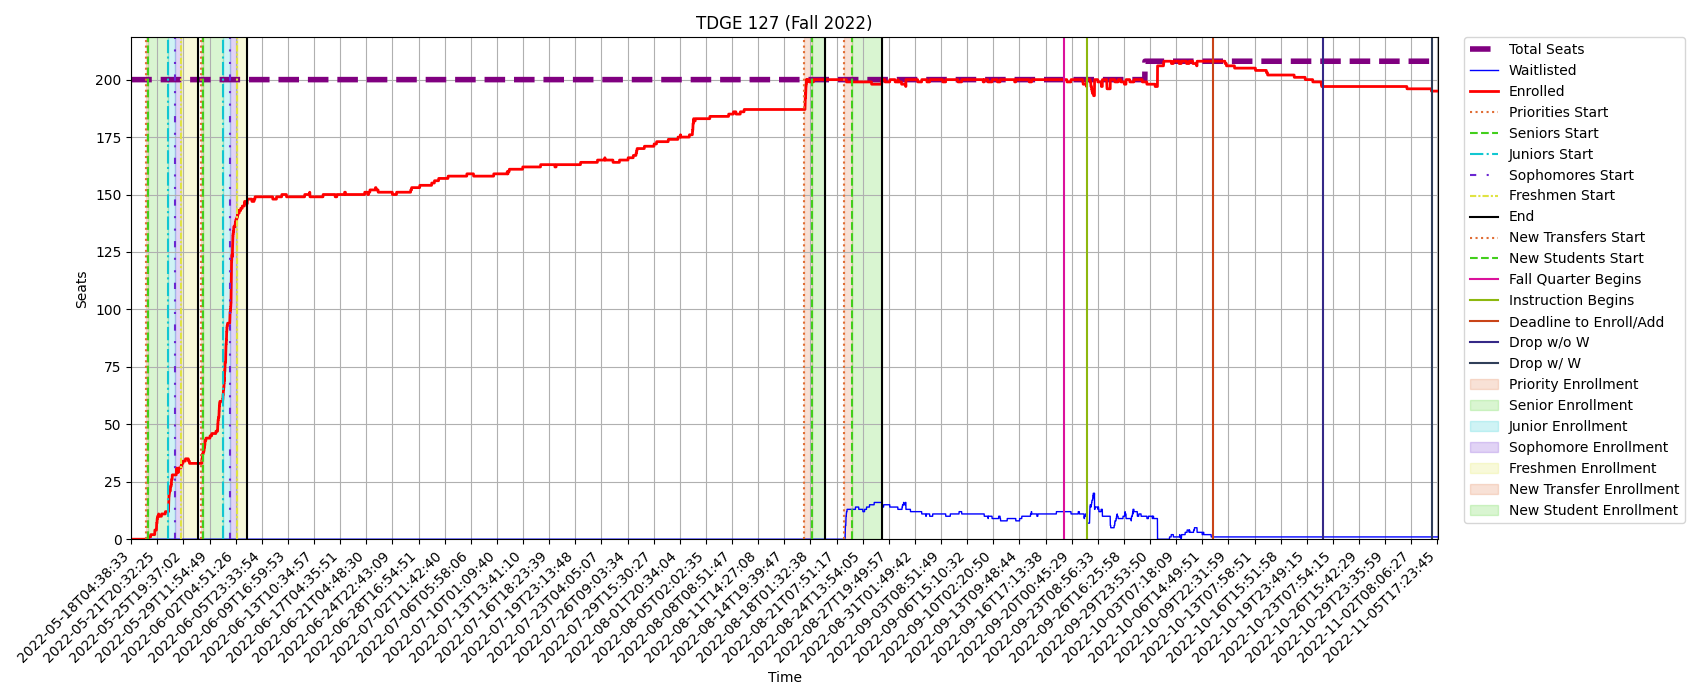 TDGE 127 (Fall 2022)
Seats
200
175
150
125
100
75
50
25
0
2022-05-18T04:38:33
2022-05-21T20:32:25
2022-05-25T19:37:02
2022-05-29T11:54:49
2022-06-02T04:51:26
2022-06-05T23:33:54
2022-06-09T16:59:53
2022-06-13T10:34:57
2022-06-17T04:35:51
2022-06-21T04:48:30
2022-06-24T22:43:09
2022-06-28T16:54:51
2022-07-02T11:42:40
2022-07-06T05:58:06
2022-07-10T01:09:40
2022-07-13T13:41:10
2022-07-16T18:23:39
2022-07-19T23:13:48
2022-07-23T04:05:07
2022-07-26T09:03:34
2022-07-29T15:30:27
2022-08-01T20:34:04
2022-08-05T02:02:35
2022-08-08T08:51:47
2022-08-11T14:27:08
2022-08-14T19:39:47
2022-08-18T01:32:38
2022-08-21T07:51:17
2022-08-24T13:54:05
2022-08-27T19:49:57
2022-08-31T01:49:42
2022-09-03T08:51:49
2022-09-06T15:10:32
2022-09-10T02:20:50
2022-09-13T09:48:44
2022-09-16T17:13:38
2022-09-20T00:45:29
2022-09-23T08:56:33
2022-09-26T16:25:58
2022-09-29T23:53:50
2022-10-03T07:18:09
2022-10-06T14:49:51
2022-10-09T22:31:59
2022-10-13T07:58:51
2022-10-16T15:51:58
2022-10-19T23:49:15
2022-10-23T07:54:15
2022-10-26T15:42:29
2022-10-29T23:35:59
2022-11-02T08:06:27
2022-11-05T17:23:45
Time
Total Seats
Waitlisted
Enrolled
Priorities Start
Seniors Start
Juniors Start
Sophomores Start
Freshmen Start
End
New Transfers Start
New Students Start
Fall Quarter Begins
Instruction Begins
Deadline to Enroll/Add
Drop w/o W
Drop w/ W
Priority Enrollment
Senior Enrollment
Junior Enrollment
Sophomore Enrollment
Freshmen Enrollment
New Transfer Enrollment
New Student Enrollment